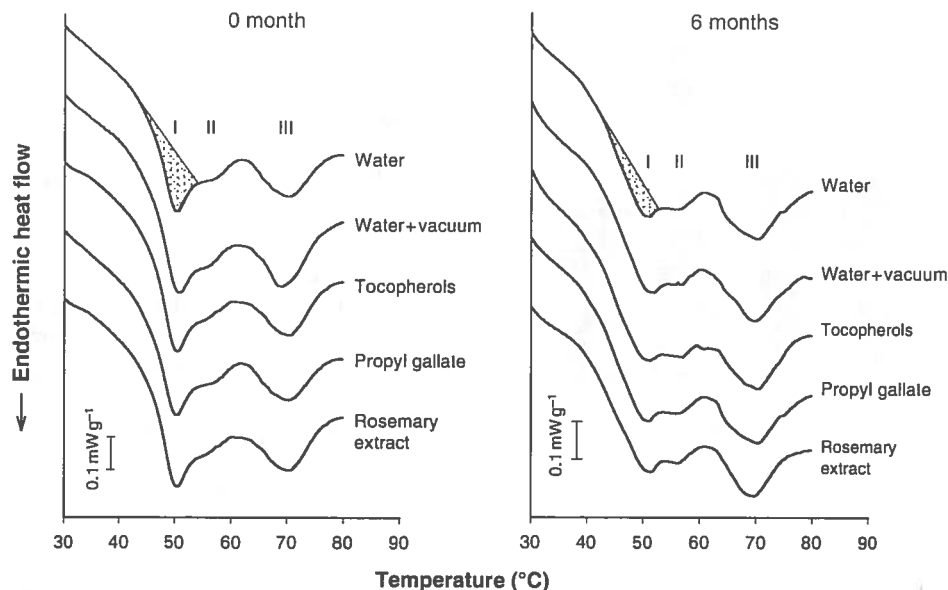 0 month
I II III
Water
Water+vacuum
Tocopherols
Propyl gallate
Rosemary
extract
0.1 mW g⁻¹
30 40 50 60 70 80 90
6 months
I II III
Water
Water+vacuum
Tocopherols
Propyl gallate
Rosemary
extract
0.1 mW g⁻¹
30 40 50 60 70 80 90
← Endothermic heat flow
Temperature (°C)